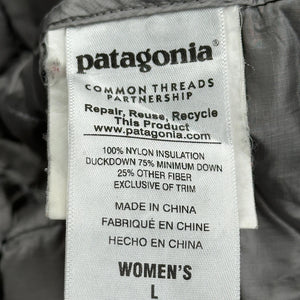 patagonia®
COMMON THREADS
PARTNERSHIP
Repair, Reuse, Recycle
This Product
www.patagonia.com
100% NYLON INSULATION
DUCKDOWN 75% MINIMUM DOWN
25% OTHER FIBER
EXCLUSIVE OF TRIM
MADE IN CHINA
FABRIQUÉ EN CHINE
HECHO EN CHINA
WOMEN'S
L